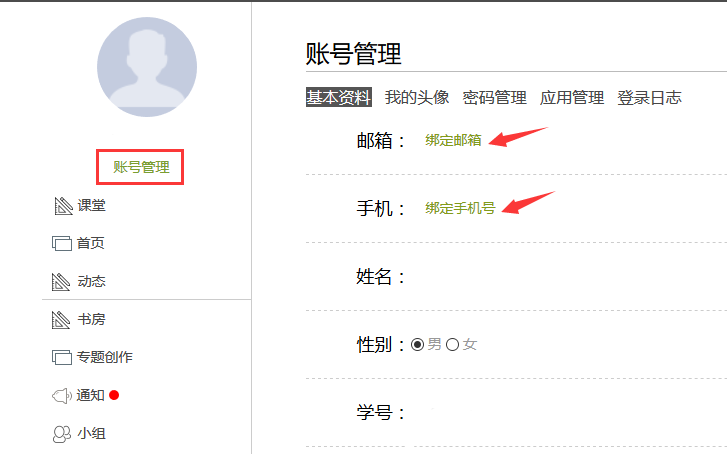 账号管理
课堂
首页
动态
书房
专题创作
通知
小组
账号管理
基本资料 我的头像 密码管理 应用管理 登录日志
邮箱： 绑定邮箱
手机： 绑定手机号
姓名：
性别： 男 女
学号：